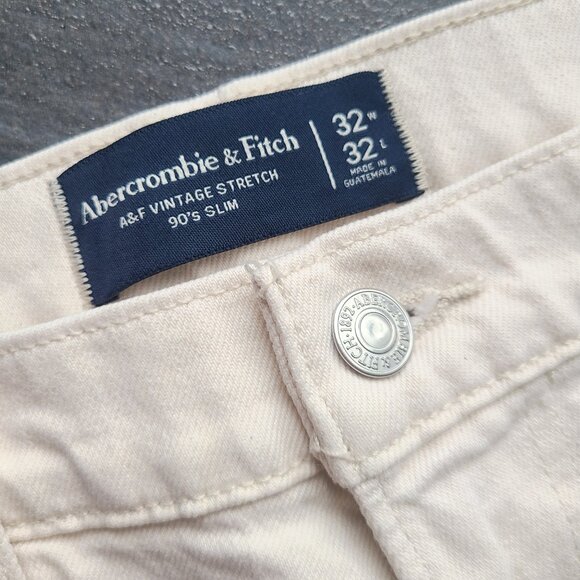 Abercrombie & Fitch
A&F VINTAGE STRETCH
90'S SLIM
32W
32L
MADE IN
GUATEMALA
1892·ABERCROMBIE & FITCH·